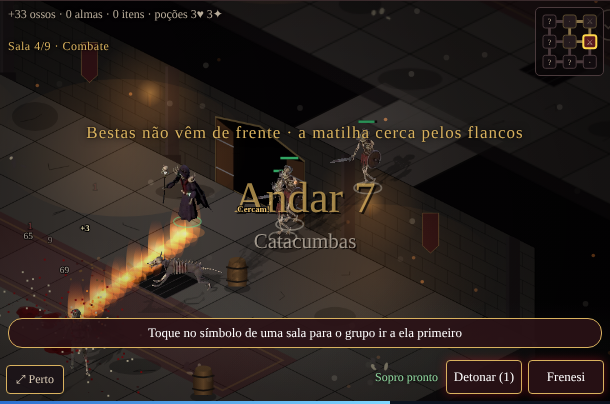 +33 ossos · 0 almas · 0 itens · poções 3♥ 3✦
Sala 4/9 · Combate
? ⚔
?
? ? ·
Bestas não vêm de frente · a matilha cerca pelos flancos
Andar 7
Cercam!
Catacumbas
+3
65
9
69
Toque no símbolo de uma sala para o grupo ir a ela primeiro
⤢ Perto
Sopro pronto
Detonar (1)
Frenesi